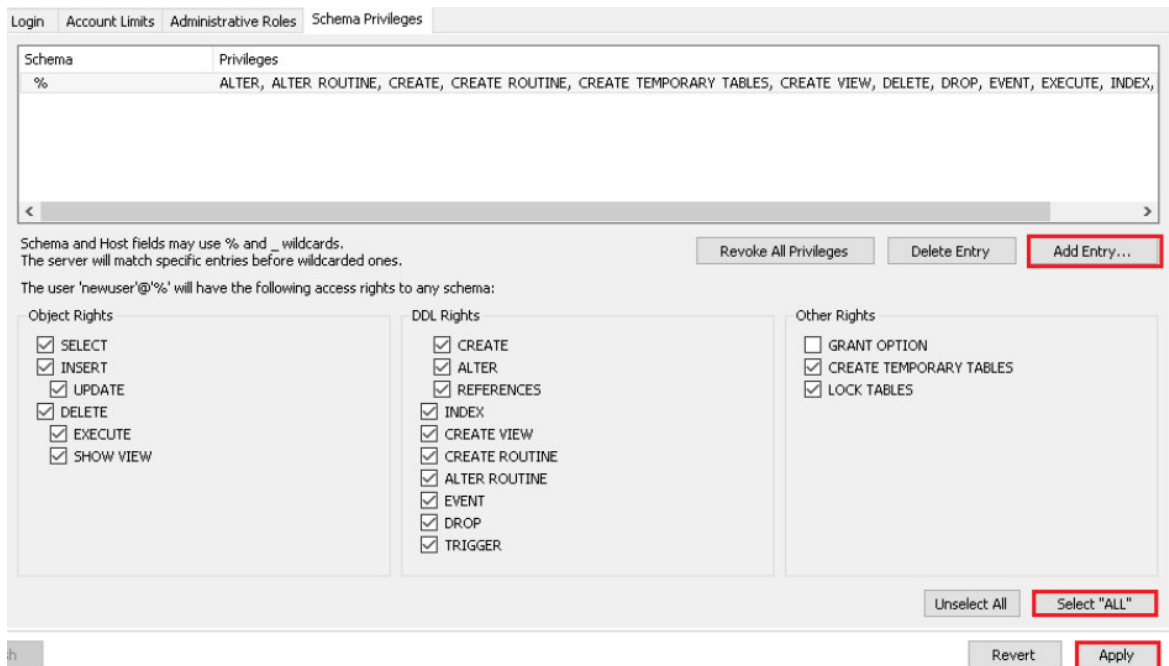 Login Account Limits Administrative Roles Schema Privileges
Schema Privileges
% ALTER, ALTER ROUTINE, CREATE, CREATE ROUTINE, CREATE TEMPORARY TABLES, CREATE VIEW, DELETE, DROP, EVENT, EXECUTE, INDEX,
Schema and Host fields may use % and _ wildcards.
The server will match specific entries before wildcarded ones.
Revoke All Privileges Delete Entry Add Entry...
The user 'newuser'@'%' will have the following access rights to any schema:
Object Rights
SELECT
INSERT
UPDATE
DELETE
EXECUTE
SHOW VIEW
DDL Rights
CREATE
ALTER
REFERENCES
INDEX
CREATE VIEW
CREATE ROUTINE
ALTER ROUTINE
EVENT
DROP
TRIGGER
Other Rights
GRANT OPTION
CREATE TEMPORARY TABLES
LOCK TABLES
Unselect All Select "ALL"
Revert Apply